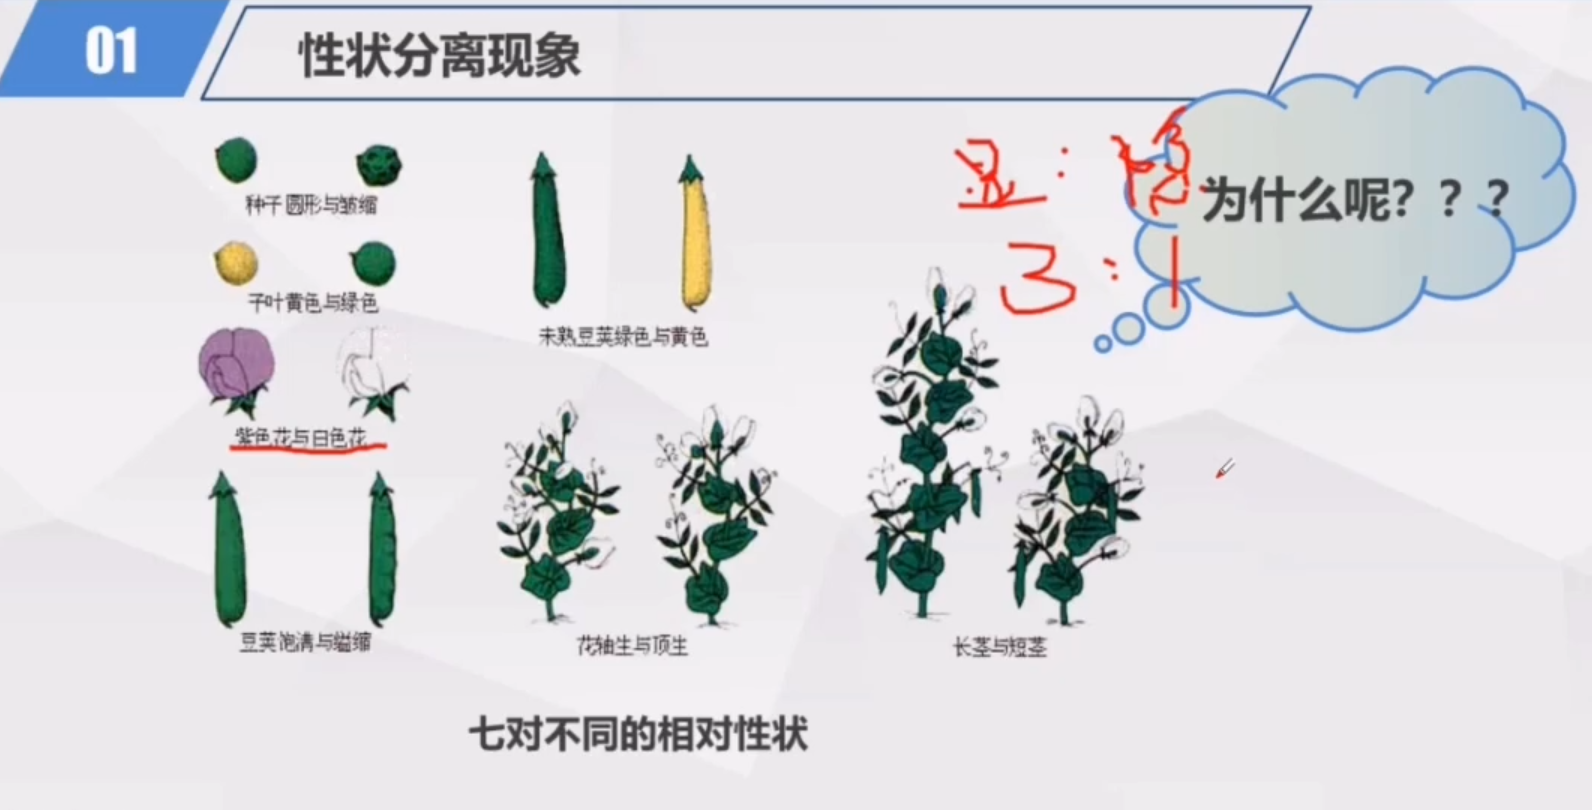 01
性状分离现象
显：隐
3：1
为什么呢？？？
种子圆形与皱缩
子叶黄色与绿色
紫色花与白色花
豆荚饱满与缢缩
未熟豆荚绿色与黄色
花轴生与顶生
长茎与短茎
七对不同的相对性状